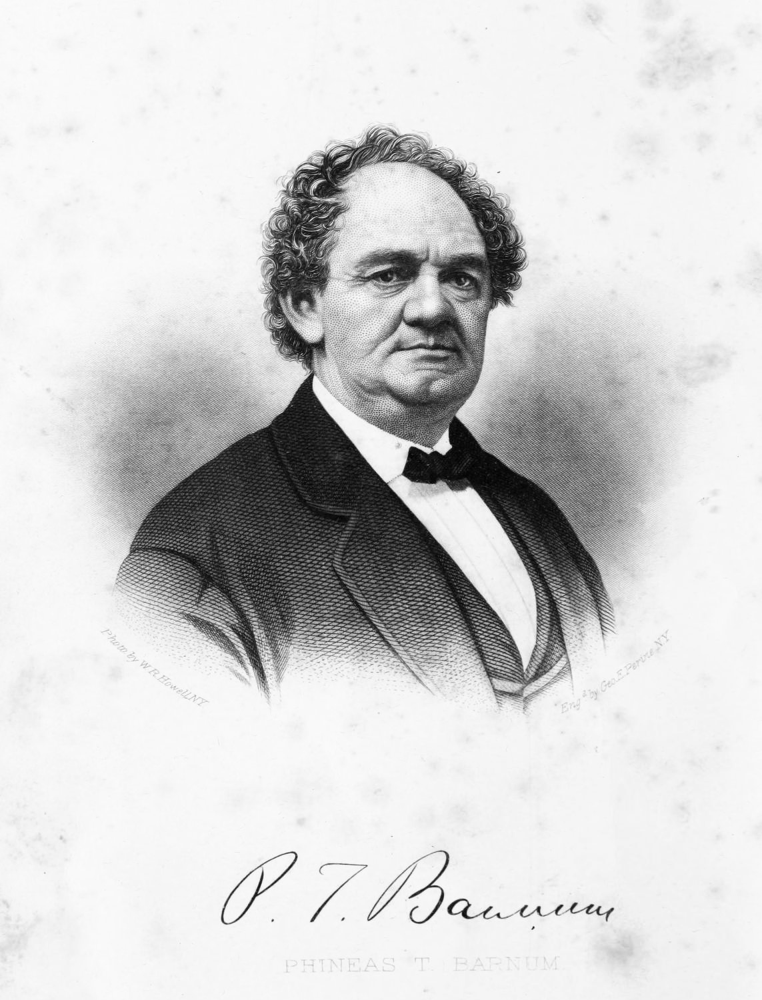 Photo by W.R.Howell,NY
Engᵈ by Geo.E.Perine NY
P. T. Barnum
PHINEAS T. BARNUM.